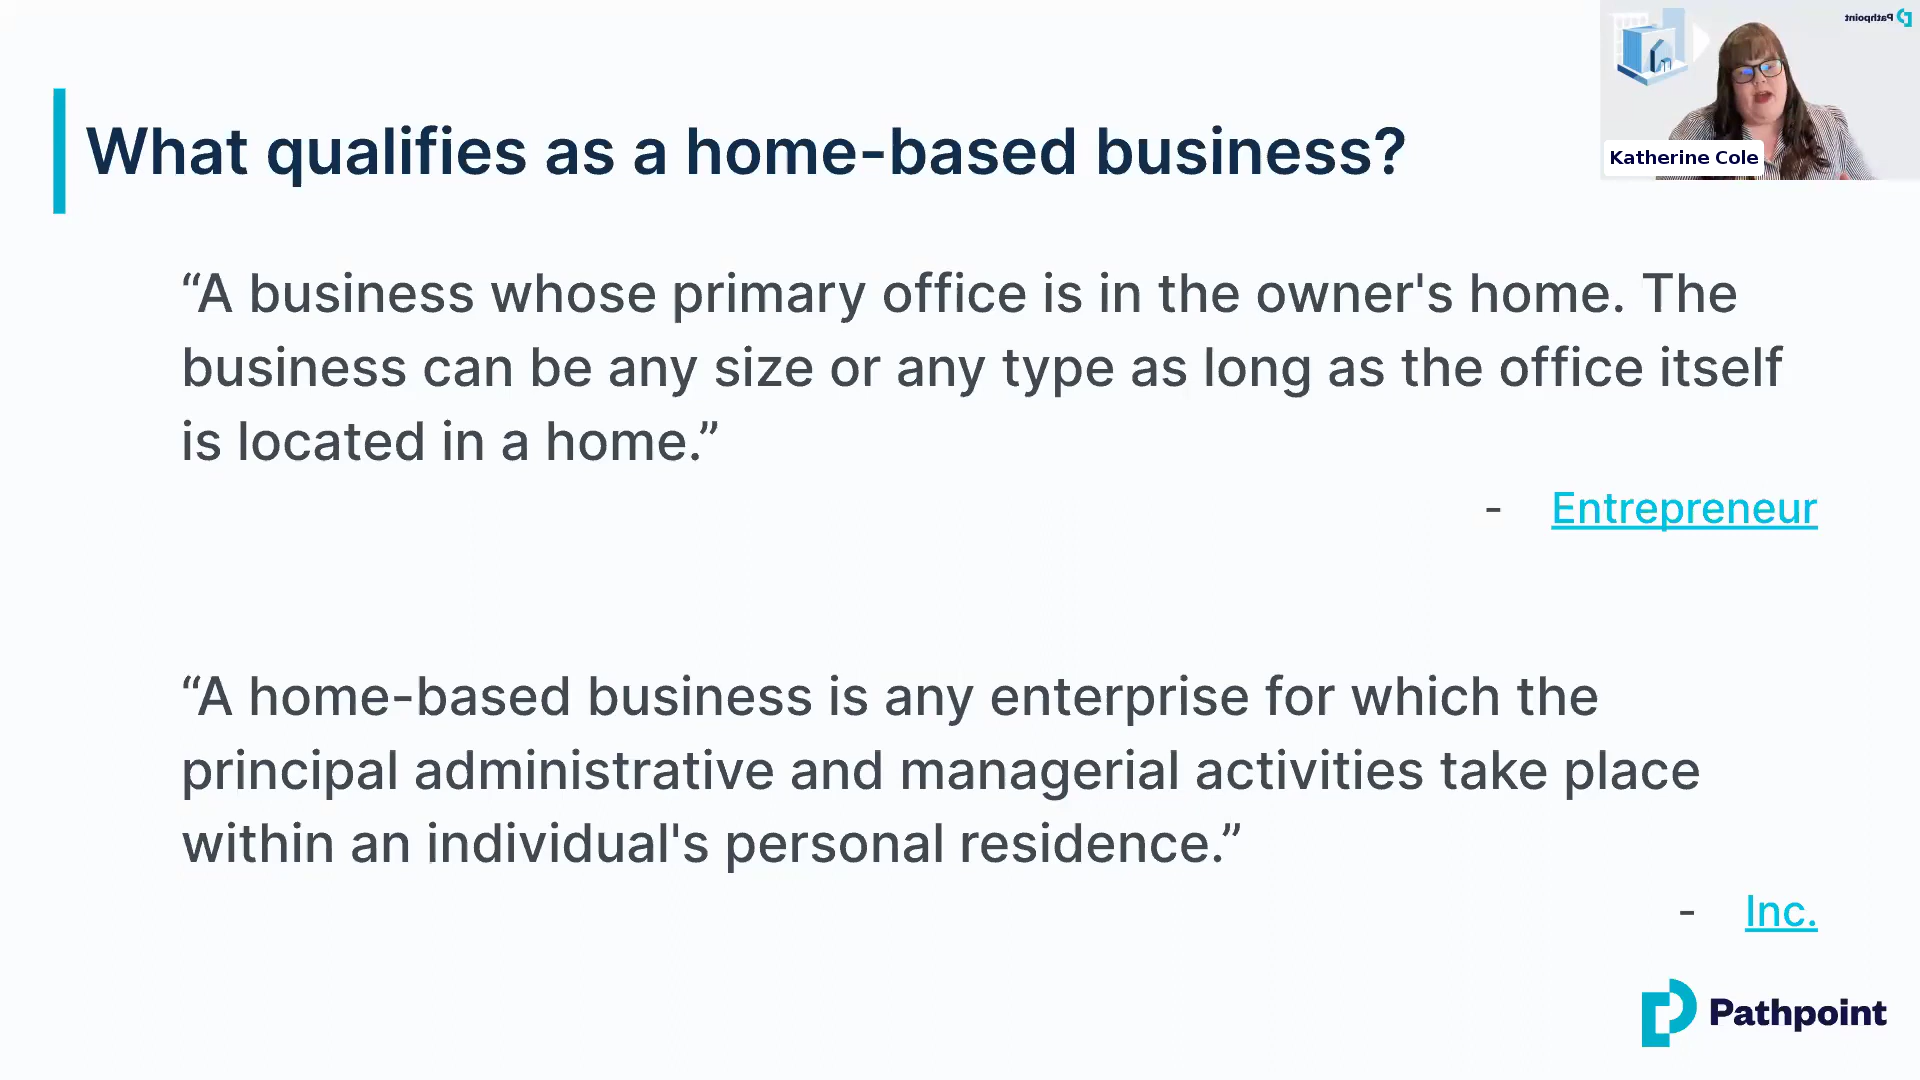 Pathpoint
Katherine Cole
What qualifies as a home-based business?
“A business whose primary office is in the owner's home. The
business can be any size or any type as long as the office itself
is located in a home.”
- Entrepreneur
“A home-based business is any enterprise for which the
principal administrative and managerial activities take place
within an individual's personal residence.”
- Inc.
Pathpoint